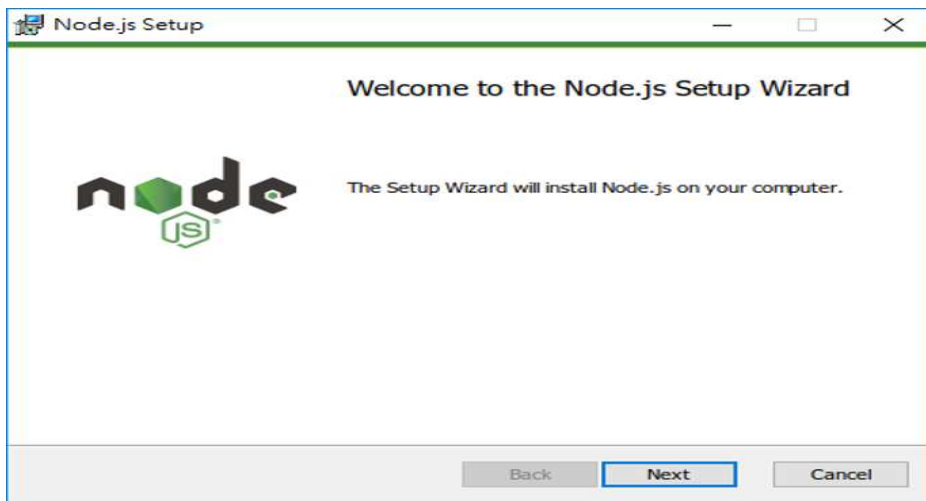 Node.js Setup
Welcome to the Node.js Setup Wizard
The Setup Wizard will install Node.js on your computer.
node
JS
Back Next Cancel